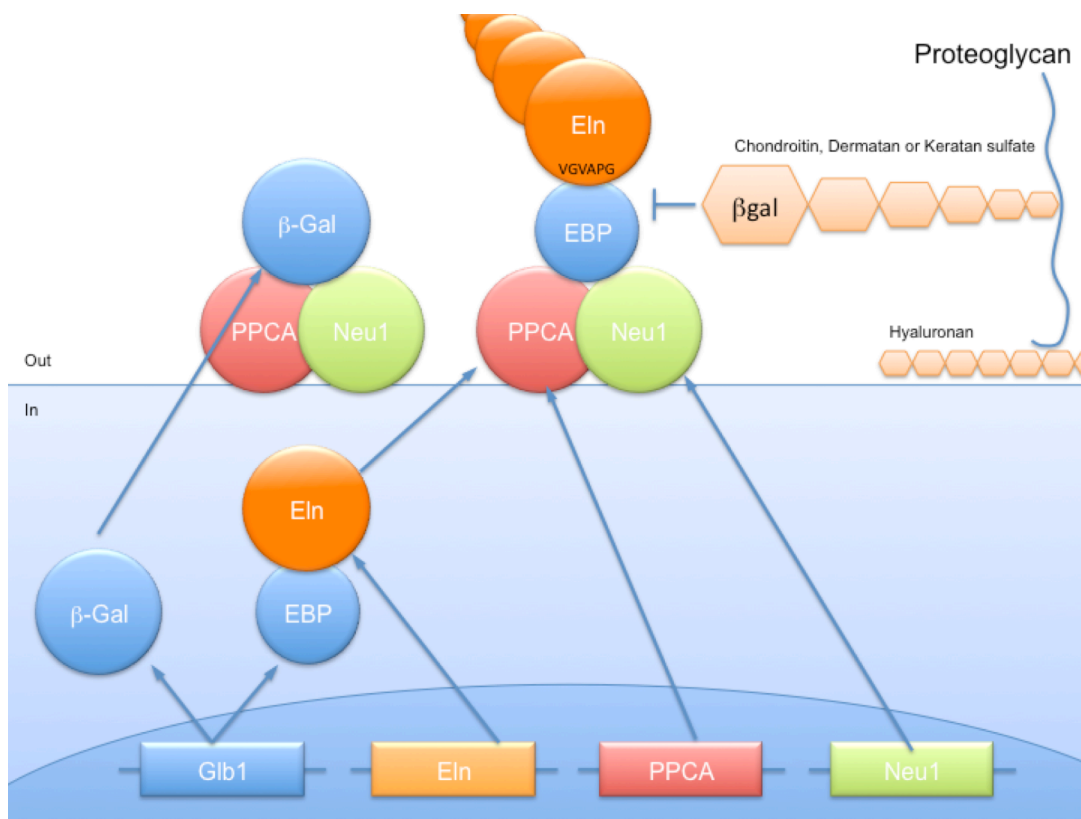 Proteoglycan
Eln
VGVAPG
Chondroitin, Dermatan or Keratan sulfate
βgal
β-Gal
EBP
PPCA
Neu1
PPCA
Neu1
Hyaluronan
Out
In
Eln
β-Gal
EBP
Glb1
Eln
PPCA
Neu1